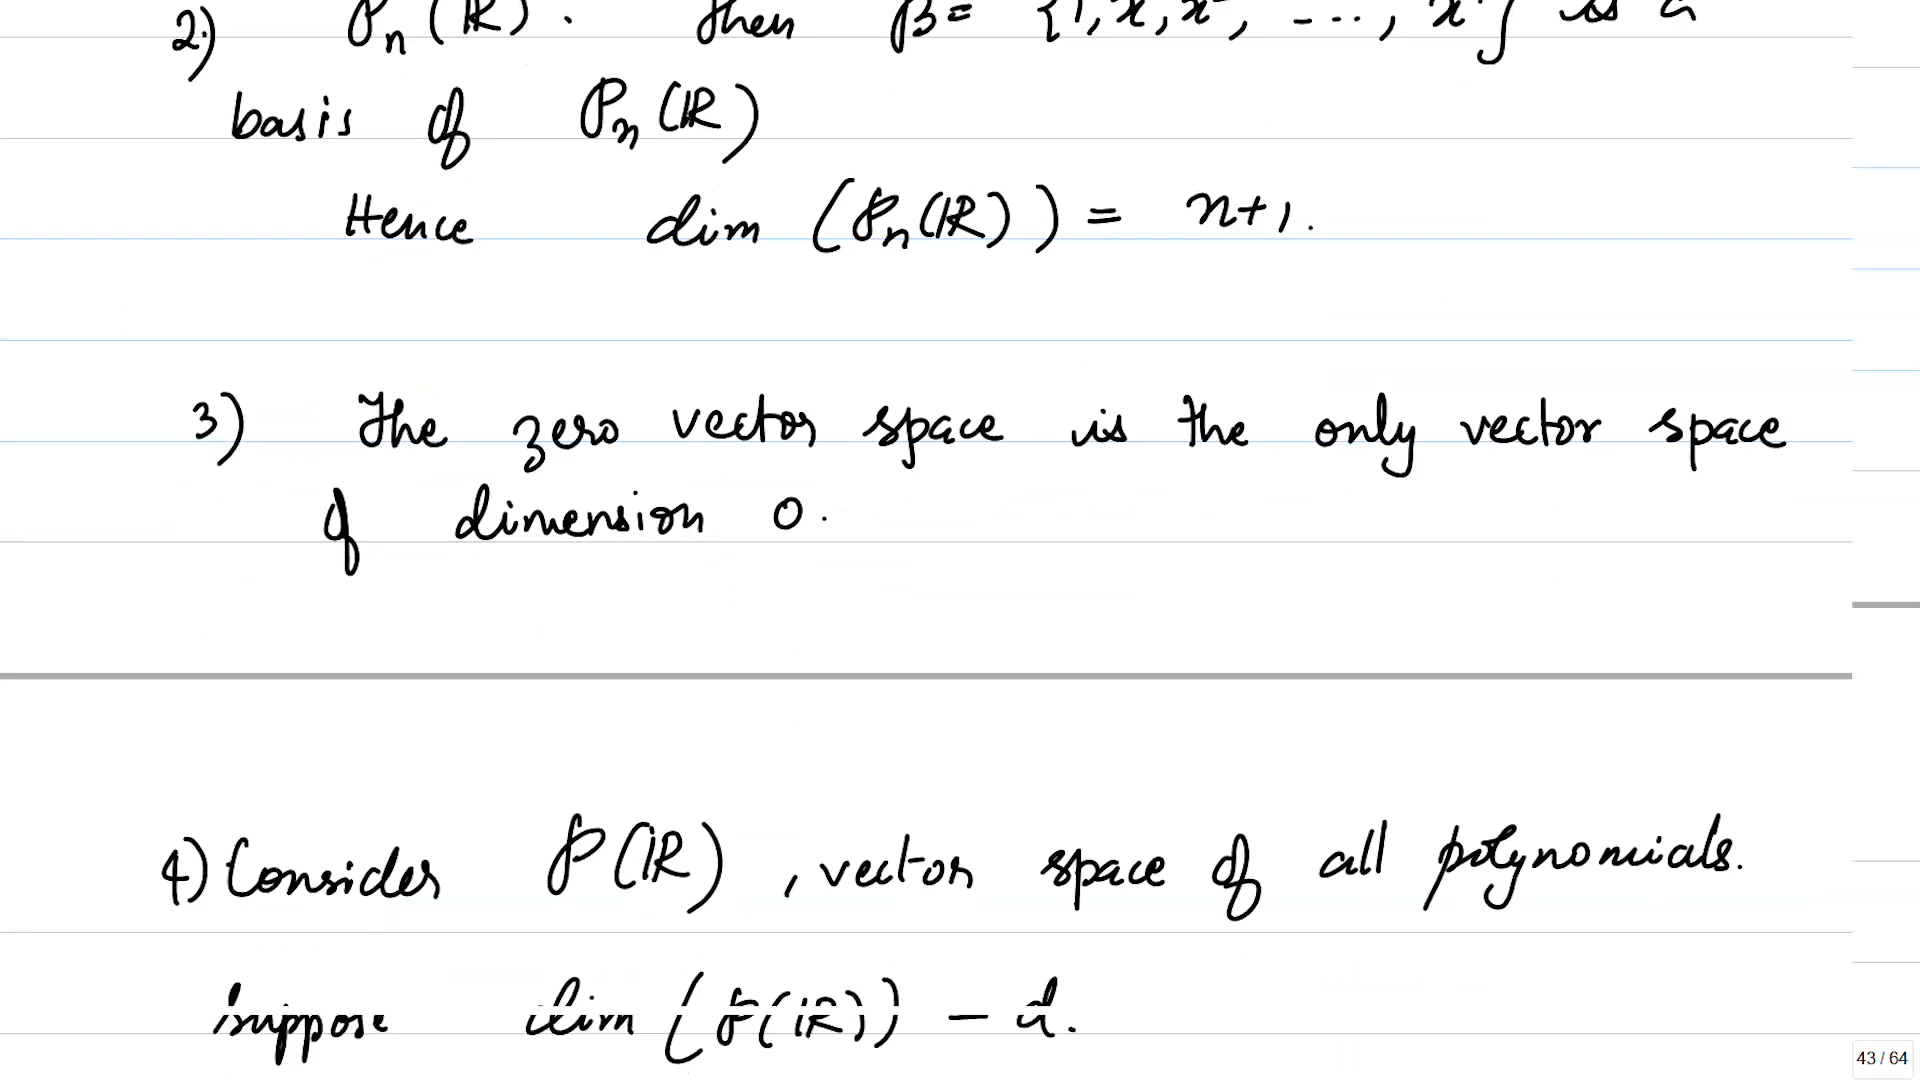 2.) Pₙ(ℝ). Then β = {1, x, x², ..., xⁿ} is a
basis of Pₙ(ℝ)
Hence dim (Pₙ(ℝ)) = n+1.
3) The zero vector space is the only vector space
of dimension 0.
4) Consider P(ℝ), vector space of all polynomials.
Suppose dim (P(ℝ)) = d.
43 / 64